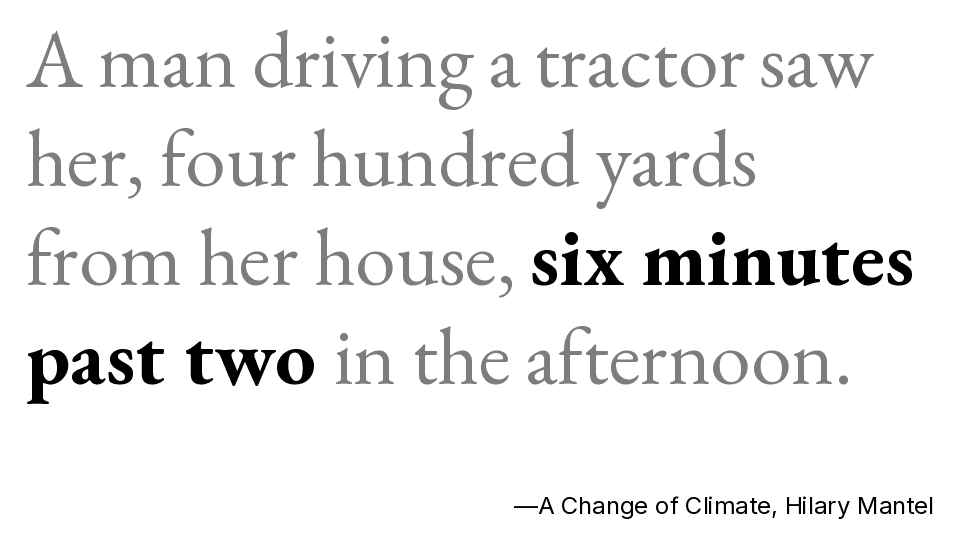 A man driving a tractor saw
her, four hundred yards
from her house, six minutes
past two in the afternoon.
—A Change of Climate, Hilary Mantel